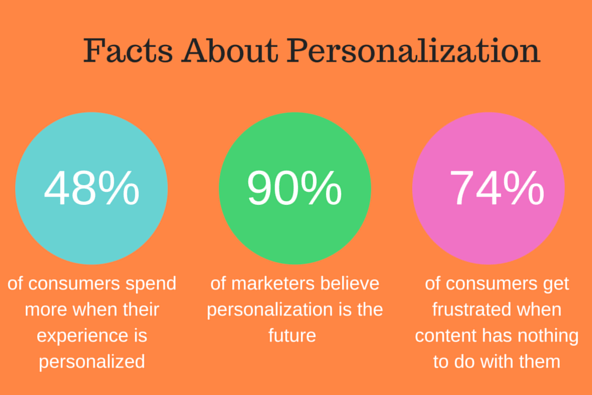 Facts About Personalization
48%
of consumers spend
more when their
experience is
personalized
90%
of marketers believe
personalization is the
future
74%
of consumers get
frustrated when
content has nothing
to do with them